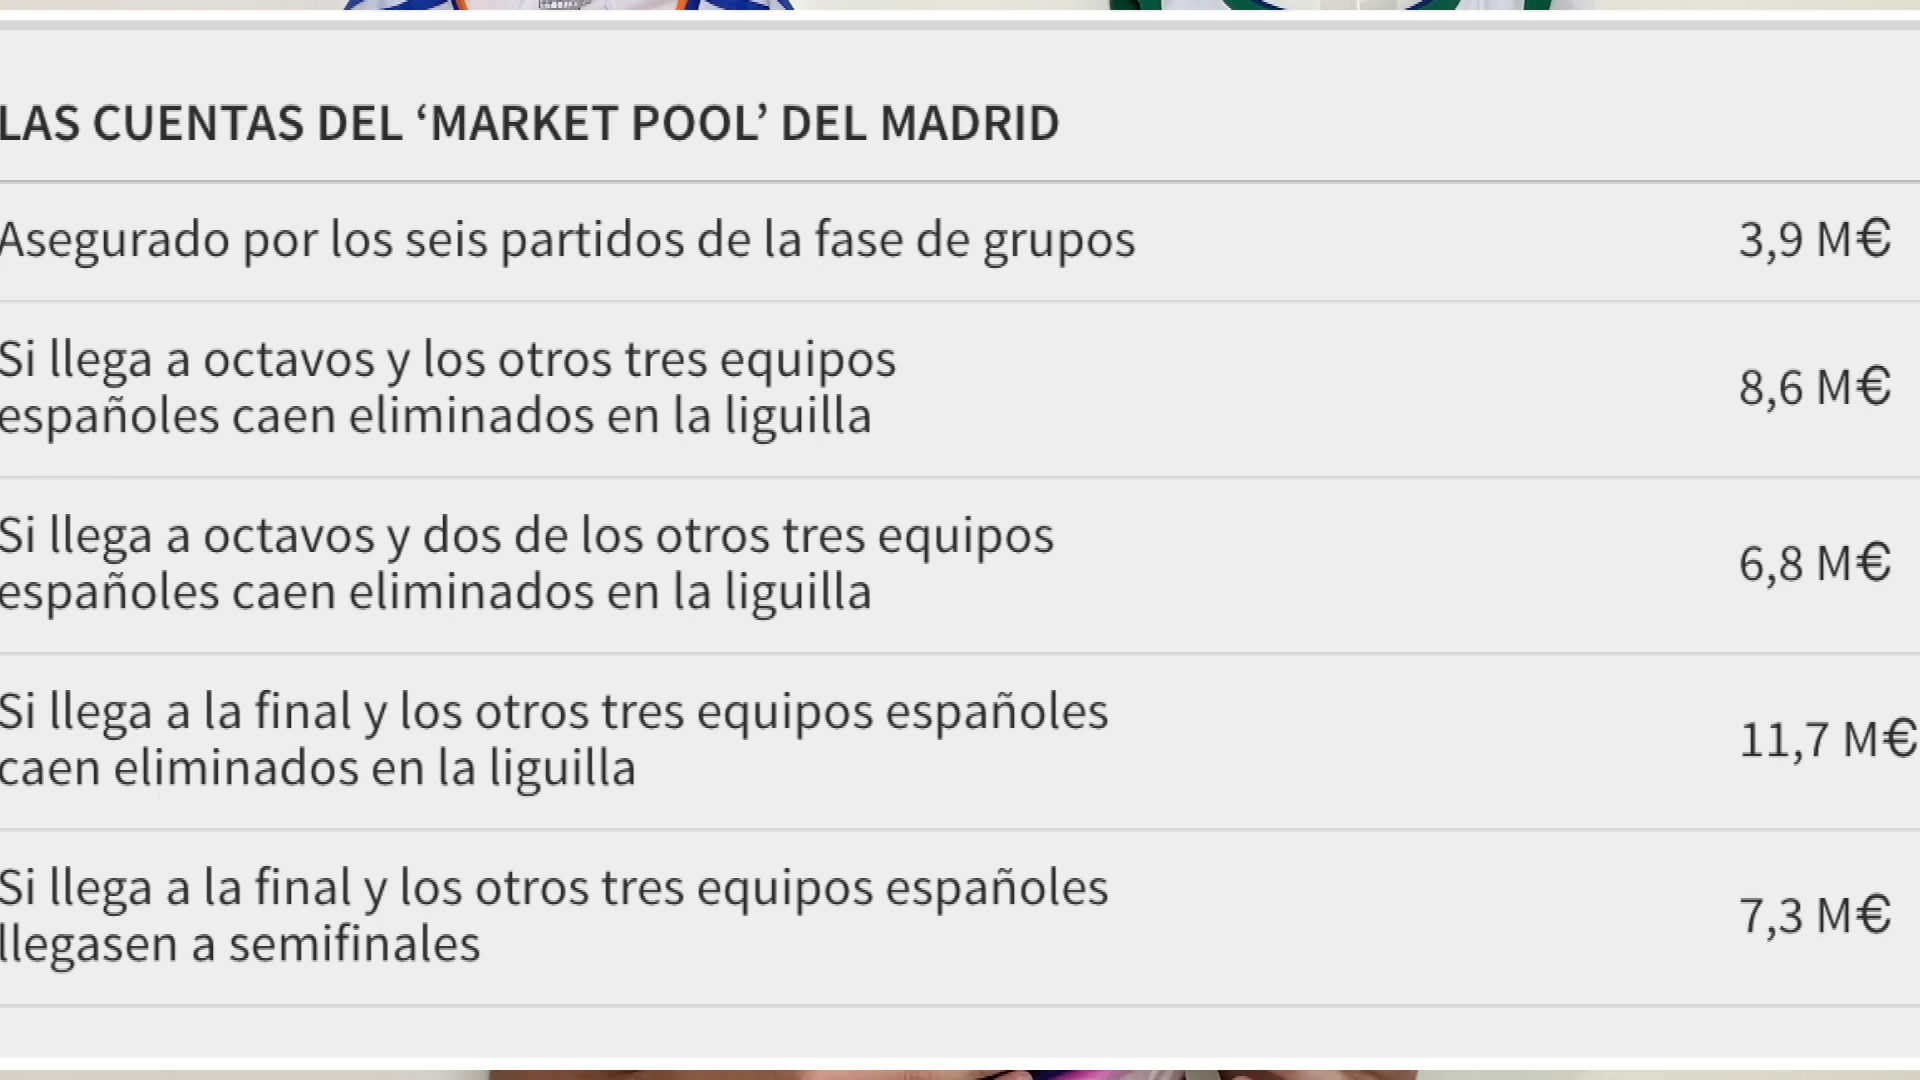 LAS CUENTAS DEL ‘MARKET POOL’ DEL MADRID
Asegurado por los seis partidos de la fase de grupos 3,9 M€
Si llega a octavos y los otros tres equipos
españoles caen eliminados en la liguilla 8,6 M€
Si llega a octavos y dos de los otros tres equipos
españoles caen eliminados en la liguilla 6,8 M€
Si llega a la final y los otros tres equipos españoles
caen eliminados en la liguilla 11,7 M€
Si llega a la final y los otros tres equipos españoles
llegasen a semifinales 7,3 M€